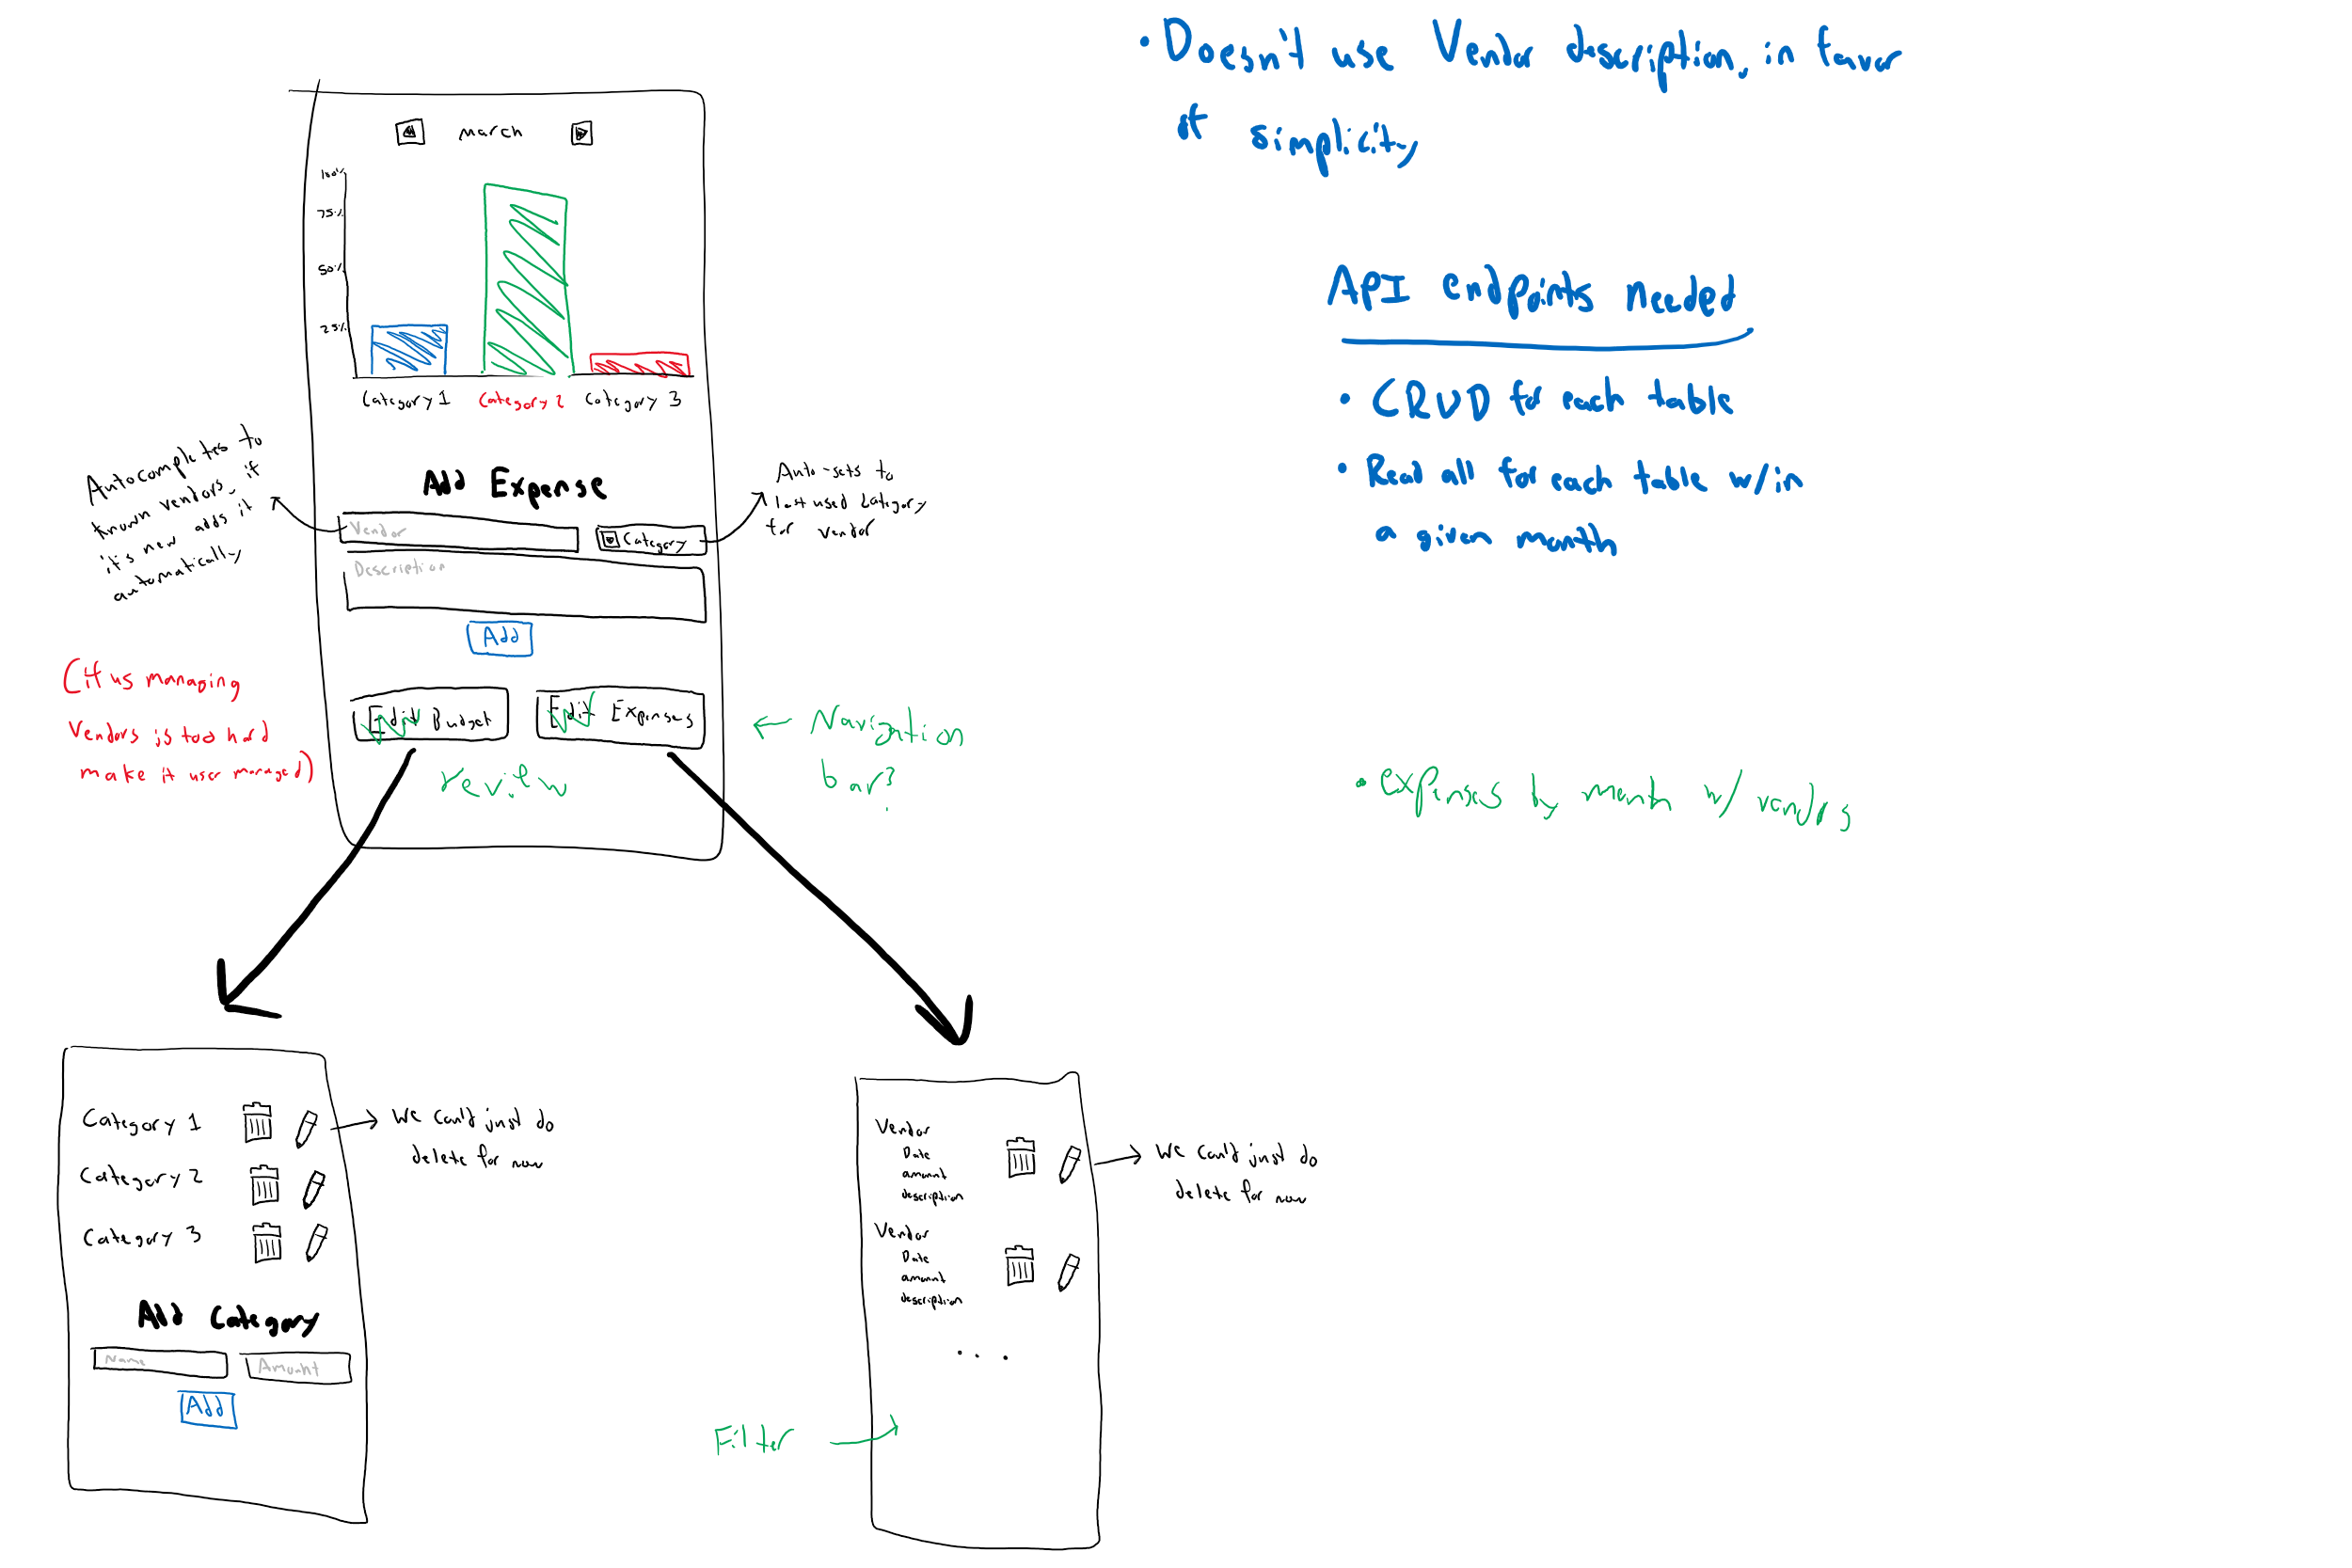 • Doesn't use Vendor description, in favor
of simplicity
march
100%
75%
50%
25%
Category 1 Category 2 Category 3
API endpoints needed
• CRUD for each table
• Read all for each table w/in
a given month
Autocompletes to
known vendors, if
it's new adds it
automatically
Add Expense
Vendor
Category
Description
Add
Auto-sets to
last used category
for vendor
(if us managing
vendors is too hard
make it user managed)
Edit Budget
Edit Expenses
review
← Navigation
bar?
• expenses by month w/ vendors
Category 1
Category 2
Category 3
→ we can't just do
delete for now
Add Category
Name
Amount
Add
Vendor
Date
amount
description
Vendor
Date
amount
description
...
→ we can't just do
delete for now
Filter →